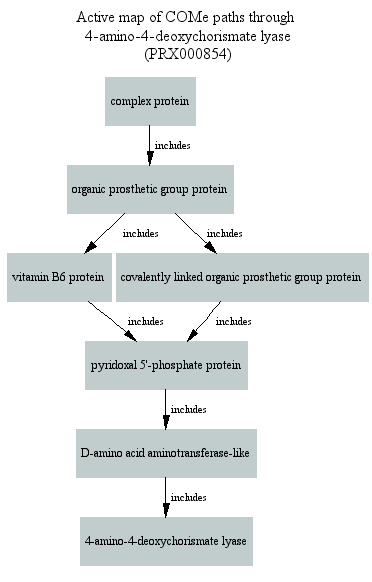 Active map of COMe paths through
4-amino-4-deoxychorismate lyase
(PRX000854)
complex protein
includes
organic prosthetic group protein
includes
includes
vitamin B6 protein
covalently linked organic prosthetic group protein
includes
includes
pyridoxal 5'-phosphate protein
includes
D-amino acid aminotransferase-like
includes
4-amino-4-deoxychorismate lyase